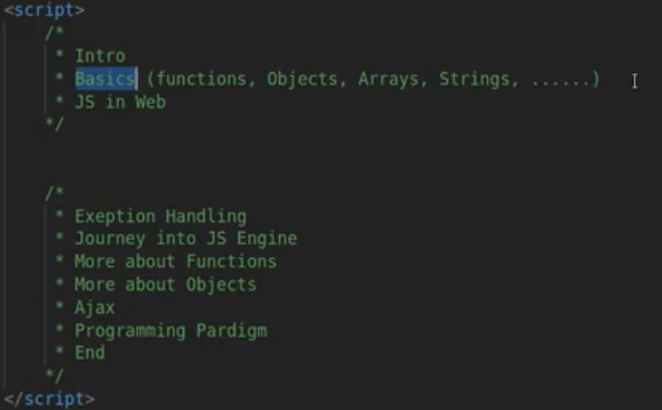 <script>
/*
* Intro
* Basics (functions, Objects, Arrays, Strings, ......)
* JS in Web
*/
/*
* Exeption Handling
* Journey into JS Engine
* More about Functions
* More about Objects
* Ajax
* Programming Pardigm
* End
*/
</script>